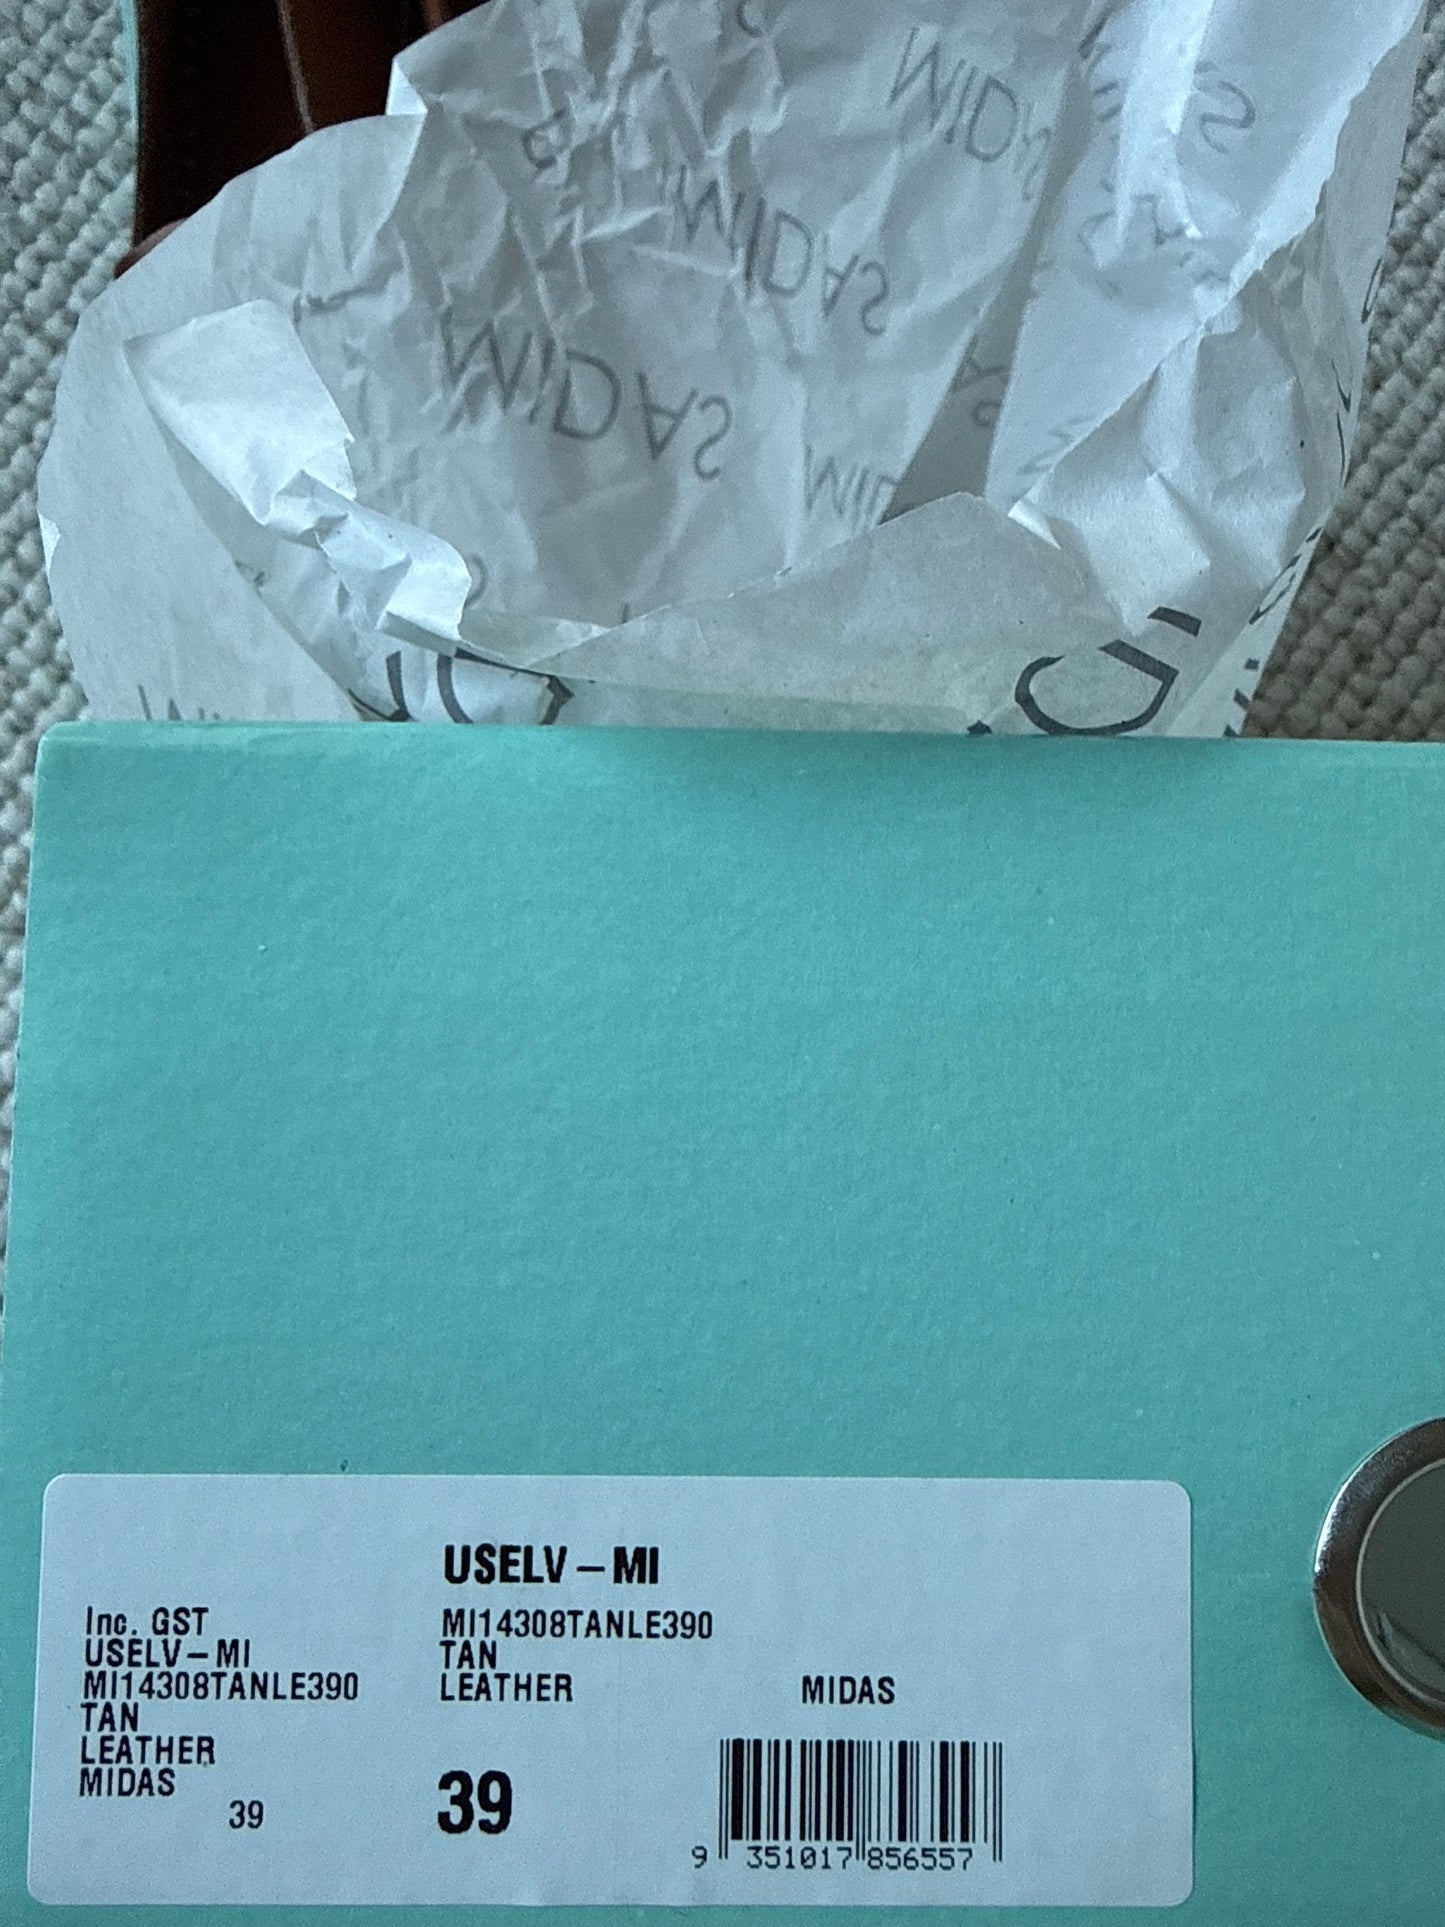 MIDAS
MIDAS
USELV-MI
Inc. GST
USELV-MI
MI14308TANLE390
TAN
LEATHER
MIDAS
39
MI14308TANLE390
TAN
LEATHER
39
MIDAS
9 351017 856557